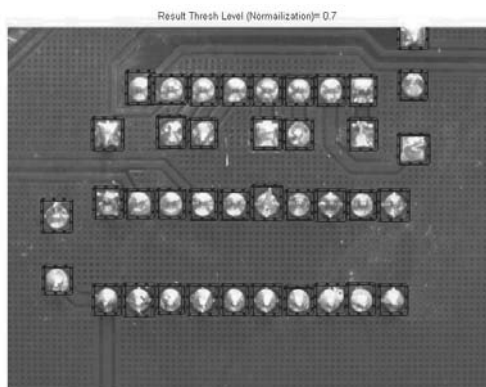 Result Thresh Level (Normailization)= 0.7